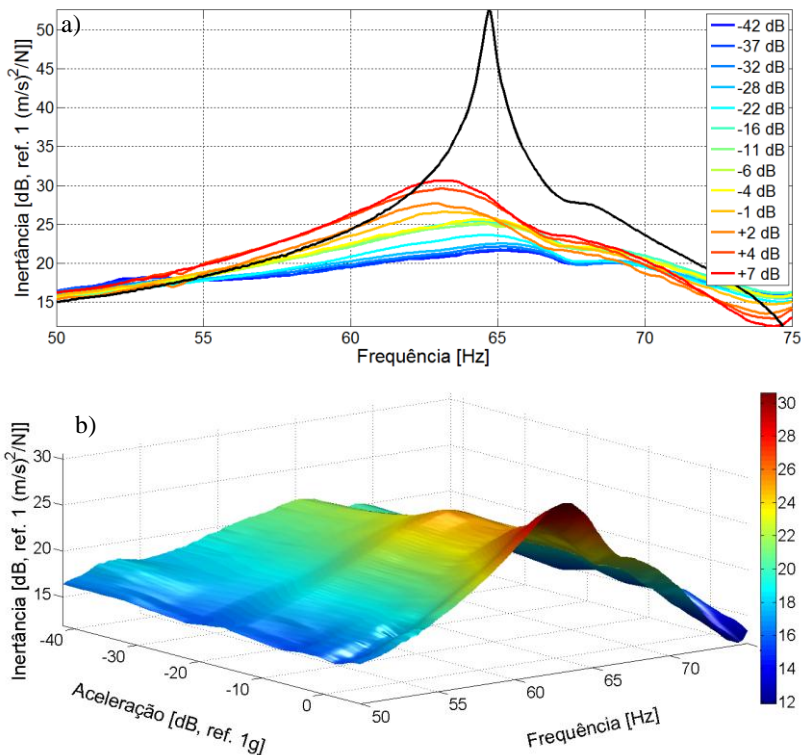 a)
Inertância [dB, ref. 1 (m/s)²/N]]
50
45
40
35
30
25
20
15
50
55
60
65
70
75
Frequência [Hz]
-42 dB
-37 dB
-32 dB
-28 dB
-22 dB
-16 dB
-11 dB
-6 dB
-4 dB
-1 dB
+2 dB
+4 dB
+7 dB
b)
Inertância [dB, ref. 1 (m/s)²/N]]
30
25
20
15
-40
-30
-20
-10
0
Aceleração [dB, ref. 1g]
50
55
60
65
70
Frequência [Hz]
30
28
26
24
22
20
18
16
14
12